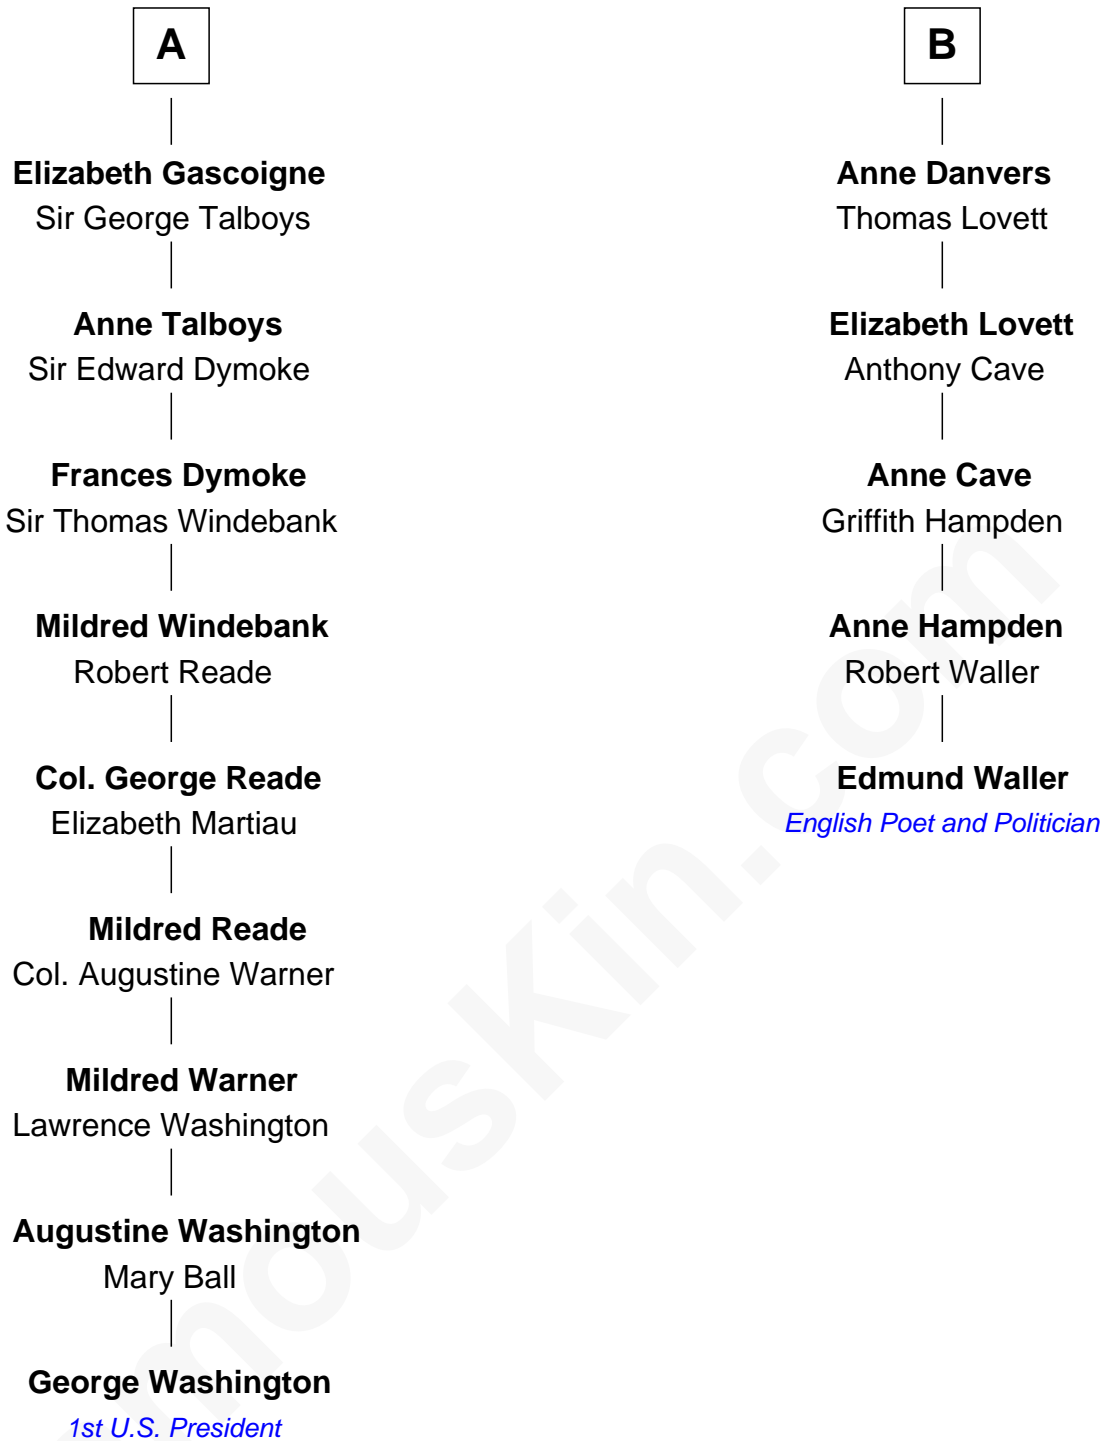 A
Elizabeth Gascoigne
Sir George Talboys
Anne Talboys
Sir Edward Dymoke
Frances Dymoke
Sir Thomas Windebank
Mildred Windebank
Robert Reade
Col. George Reade
Elizabeth Martiau
Mildred Reade
Col. Augustine Warner
Mildred Warner
Lawrence Washington
Augustine Washington
Mary Ball
George Washington
1st U.S. President
B
Anne Danvers
Thomas Lovett
Elizabeth Lovett
Anthony Cave
Anne Cave
Griffith Hampden
Anne Hampden
Robert Waller
Edmund Waller
English Poet and Politician
mousKin.com